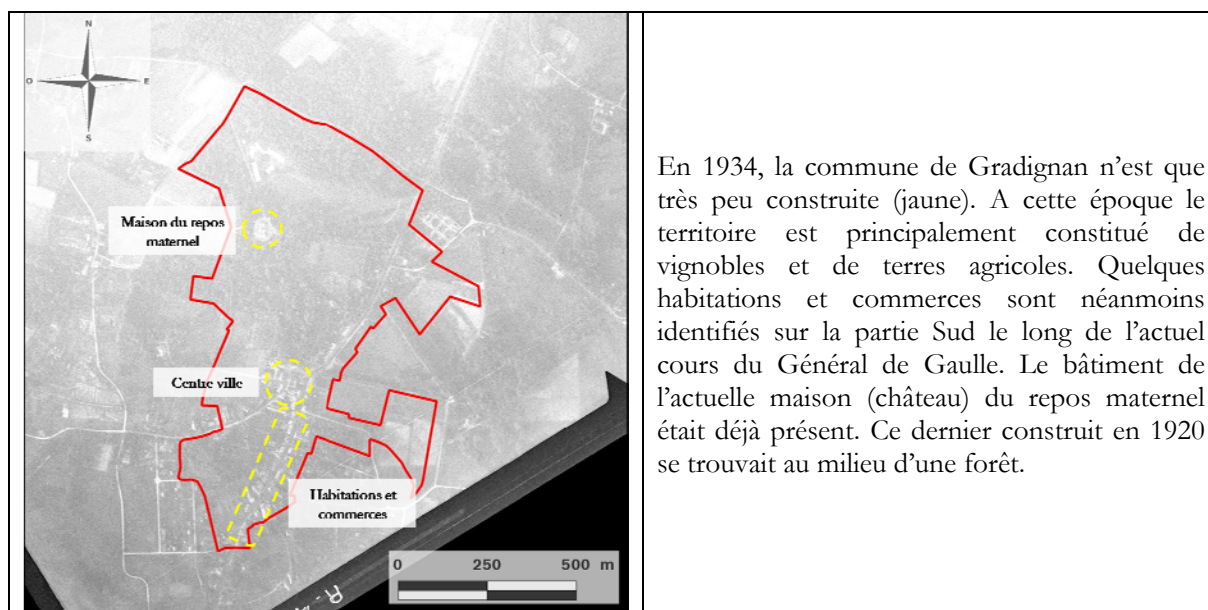 N
O
E
S
Maison du repos
maternel
Centre ville
Habitations et
commerces
0 250 500 m
En 1934, la commune de Gradignan n’est que
très peu construite (jaune). A cette époque le
territoire est principalement constitué de
vignobles et de terres agricoles. Quelques
habitations et commerces sont néanmoins
identifiés sur la partie Sud le long de l’actuel
cours du Général de Gaulle. Le bâtiment de
l’actuelle maison (château) du repos maternel
était déjà présent. Ce dernier construit en 1920
se trouvait au milieu d’une forêt.